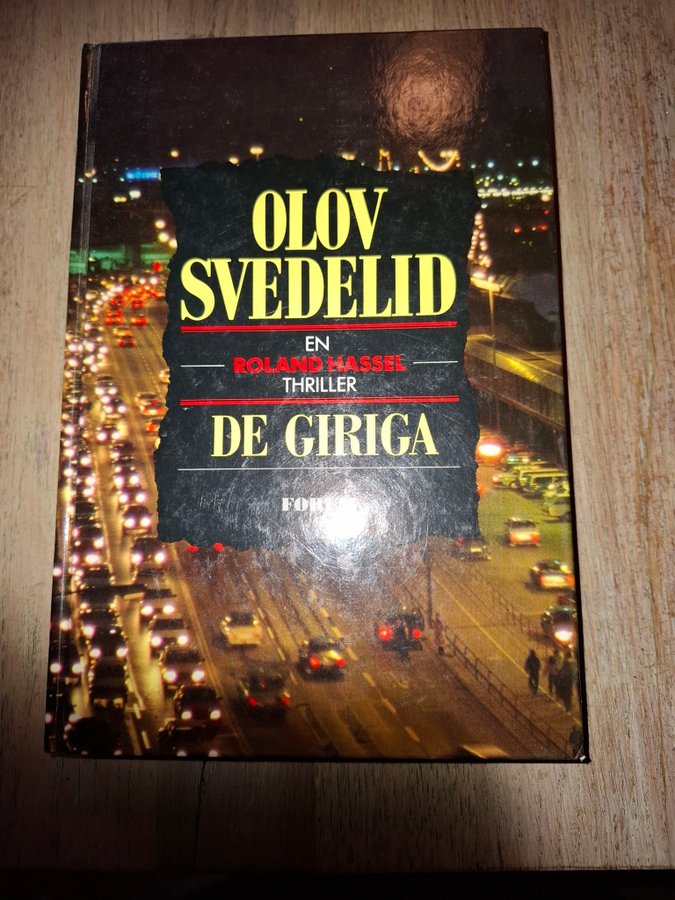 OLOV
SVEDELID
EN
ROLAND HASSEL
THRILLER
DE GIRIGA